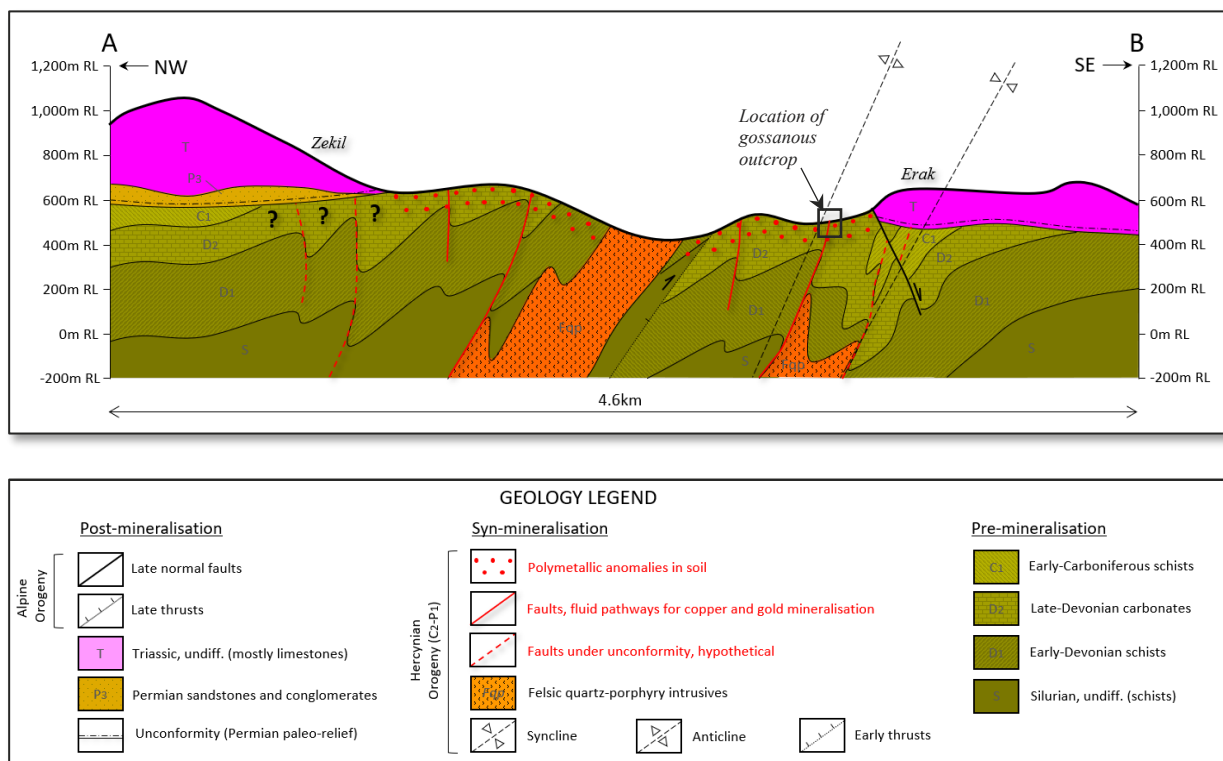 A
B
1,200m RL
NW
SE
1,200m RL
1,000m RL
1,000m RL
800m RL
800m RL
600m RL
600m RL
400m RL
400m RL
200m RL
200m RL
0m RL
0m RL
-200m RL
-200m RL
Location of
gossanous
outcrop
Zekil
Erak
T
P3
C1
? ? ?
D2
D1
S
Fqp
D2
D1
S
Fqp
T
C1
D2
D1
S
4.6km
GEOLOGY LEGEND
Post-mineralisation
Alpine
Orogeny
Late normal faults
Late thrusts
T Triassic, undiff. (mostly limestones)
P3 Permian sandstones and conglomerates
Unconformity (Permian paleo-relief)
Syn-mineralisation
Hercynian
Orogeny (C2-P1)
Polymetallic anomalies in soil
Faults, fluid pathways for copper and gold mineralisation
Faults under unconformity, hypothetical
Fqp Felsic quartz-porphyry intrusives
Syncline
Anticline
Early thrusts
Pre-mineralisation
C1 Early-Carboniferous schists
D2 Late-Devonian carbonates
D1 Early-Devonian schists
S Silurian, undiff. (schists)